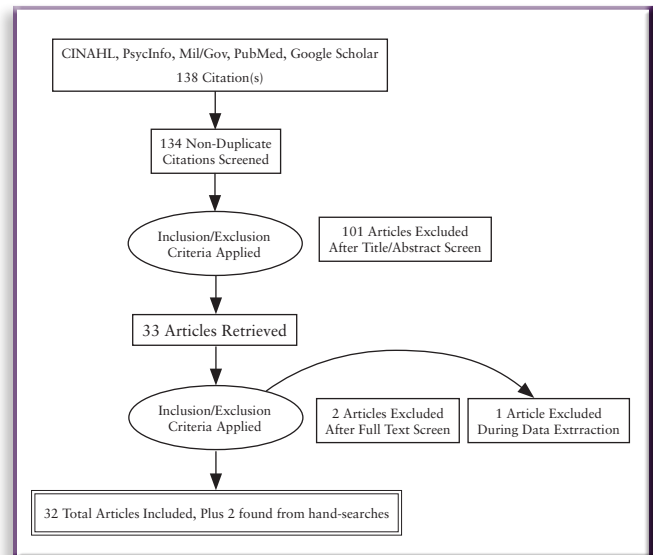 CINAHL, PsycInfo, Mil/Gov, PubMed, Google Scholar
138 Citation(s)
134 Non-Duplicate
Citations Screened
Inclusion/Exclusion
Criteria Applied
101 Articles Excluded
After Title/Abstract Screen
33 Articles Retrieved
Inclusion/Exclusion
Criteria Applied
2 Articles Excluded
After Full Text Screen
1 Article Excluded
During Data Extrraction
32 Total Articles Included, Plus 2 found from hand-searches